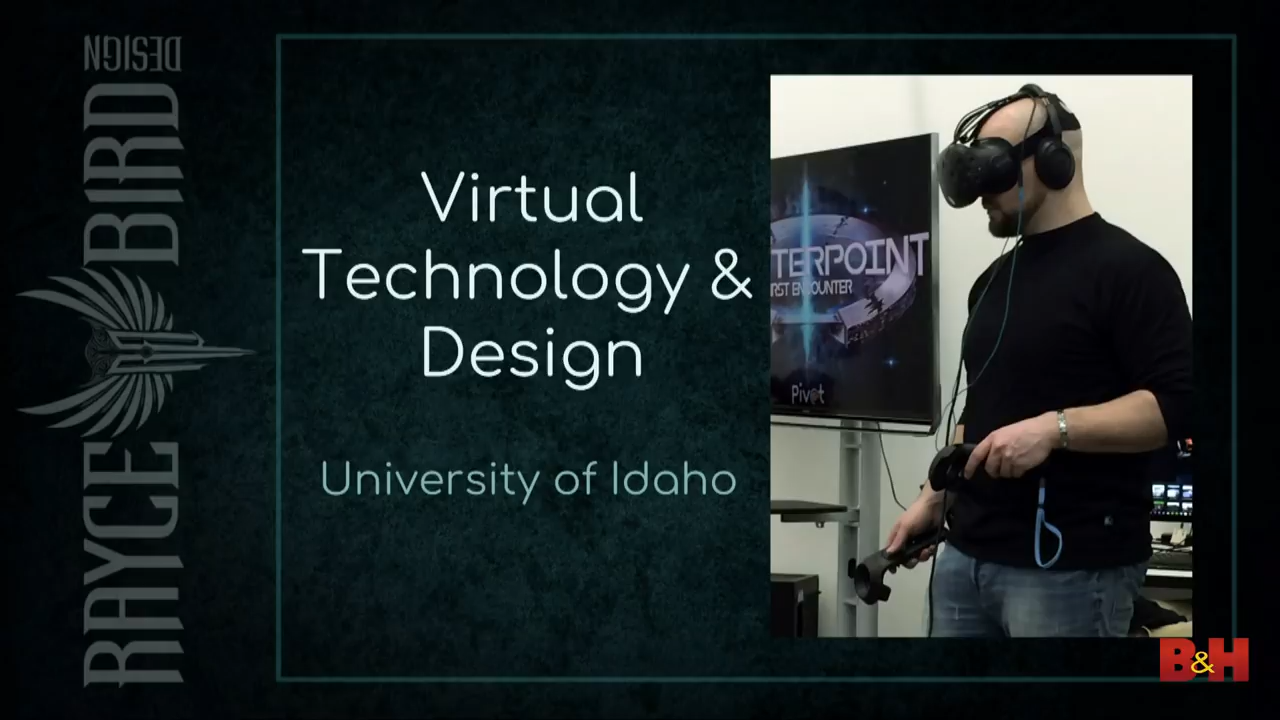 RAYCE BIRD
DESIGN
Virtual
Technology &
Design
University of Idaho
TERPOINT
RST ENCOUNTER
Pivot
B&H